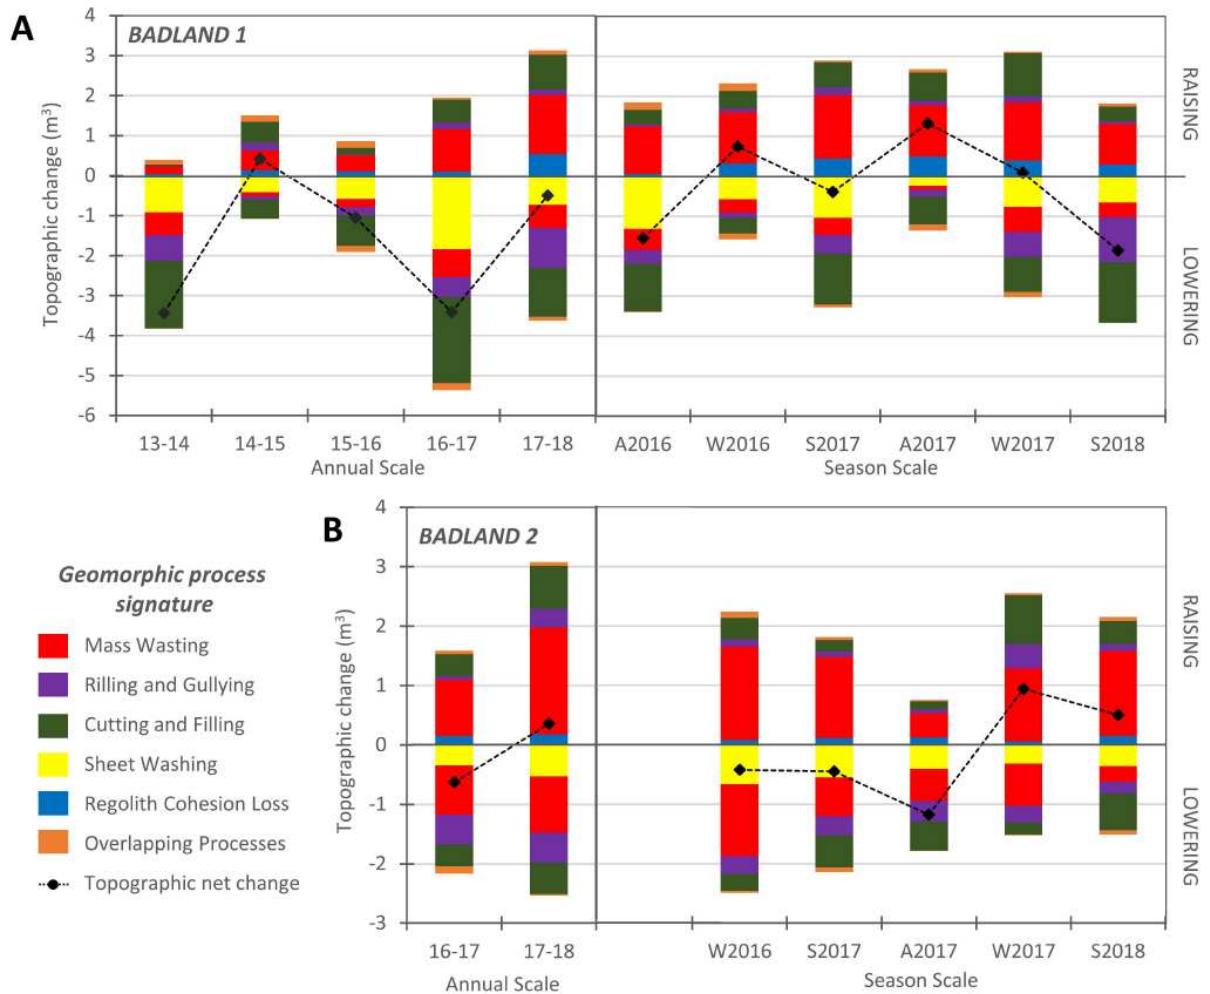 A
BADLAND 1
Topographic change (m³)
4
3
2
1
0
-1
-2
-3
-4
-5
-6
RAISING
LOWERING
13-14 14-15 15-16 16-17 17-18 A2016 W2016 S2017 A2017 W2017 S2018
Annual Scale Season Scale
B
BADLAND 2
Topographic change (m³)
4
3
2
1
0
-1
-2
-3
RAISING
LOWERING
16-17 17-18 W2016 S2017 A2017 W2017 S2018
Annual Scale Season Scale
Geomorphic process
signature
Mass Wasting
Rilling and Gullying
Cutting and Filling
Sheet Washing
Regolith Cohesion Loss
Overlapping Processes
Topographic net change